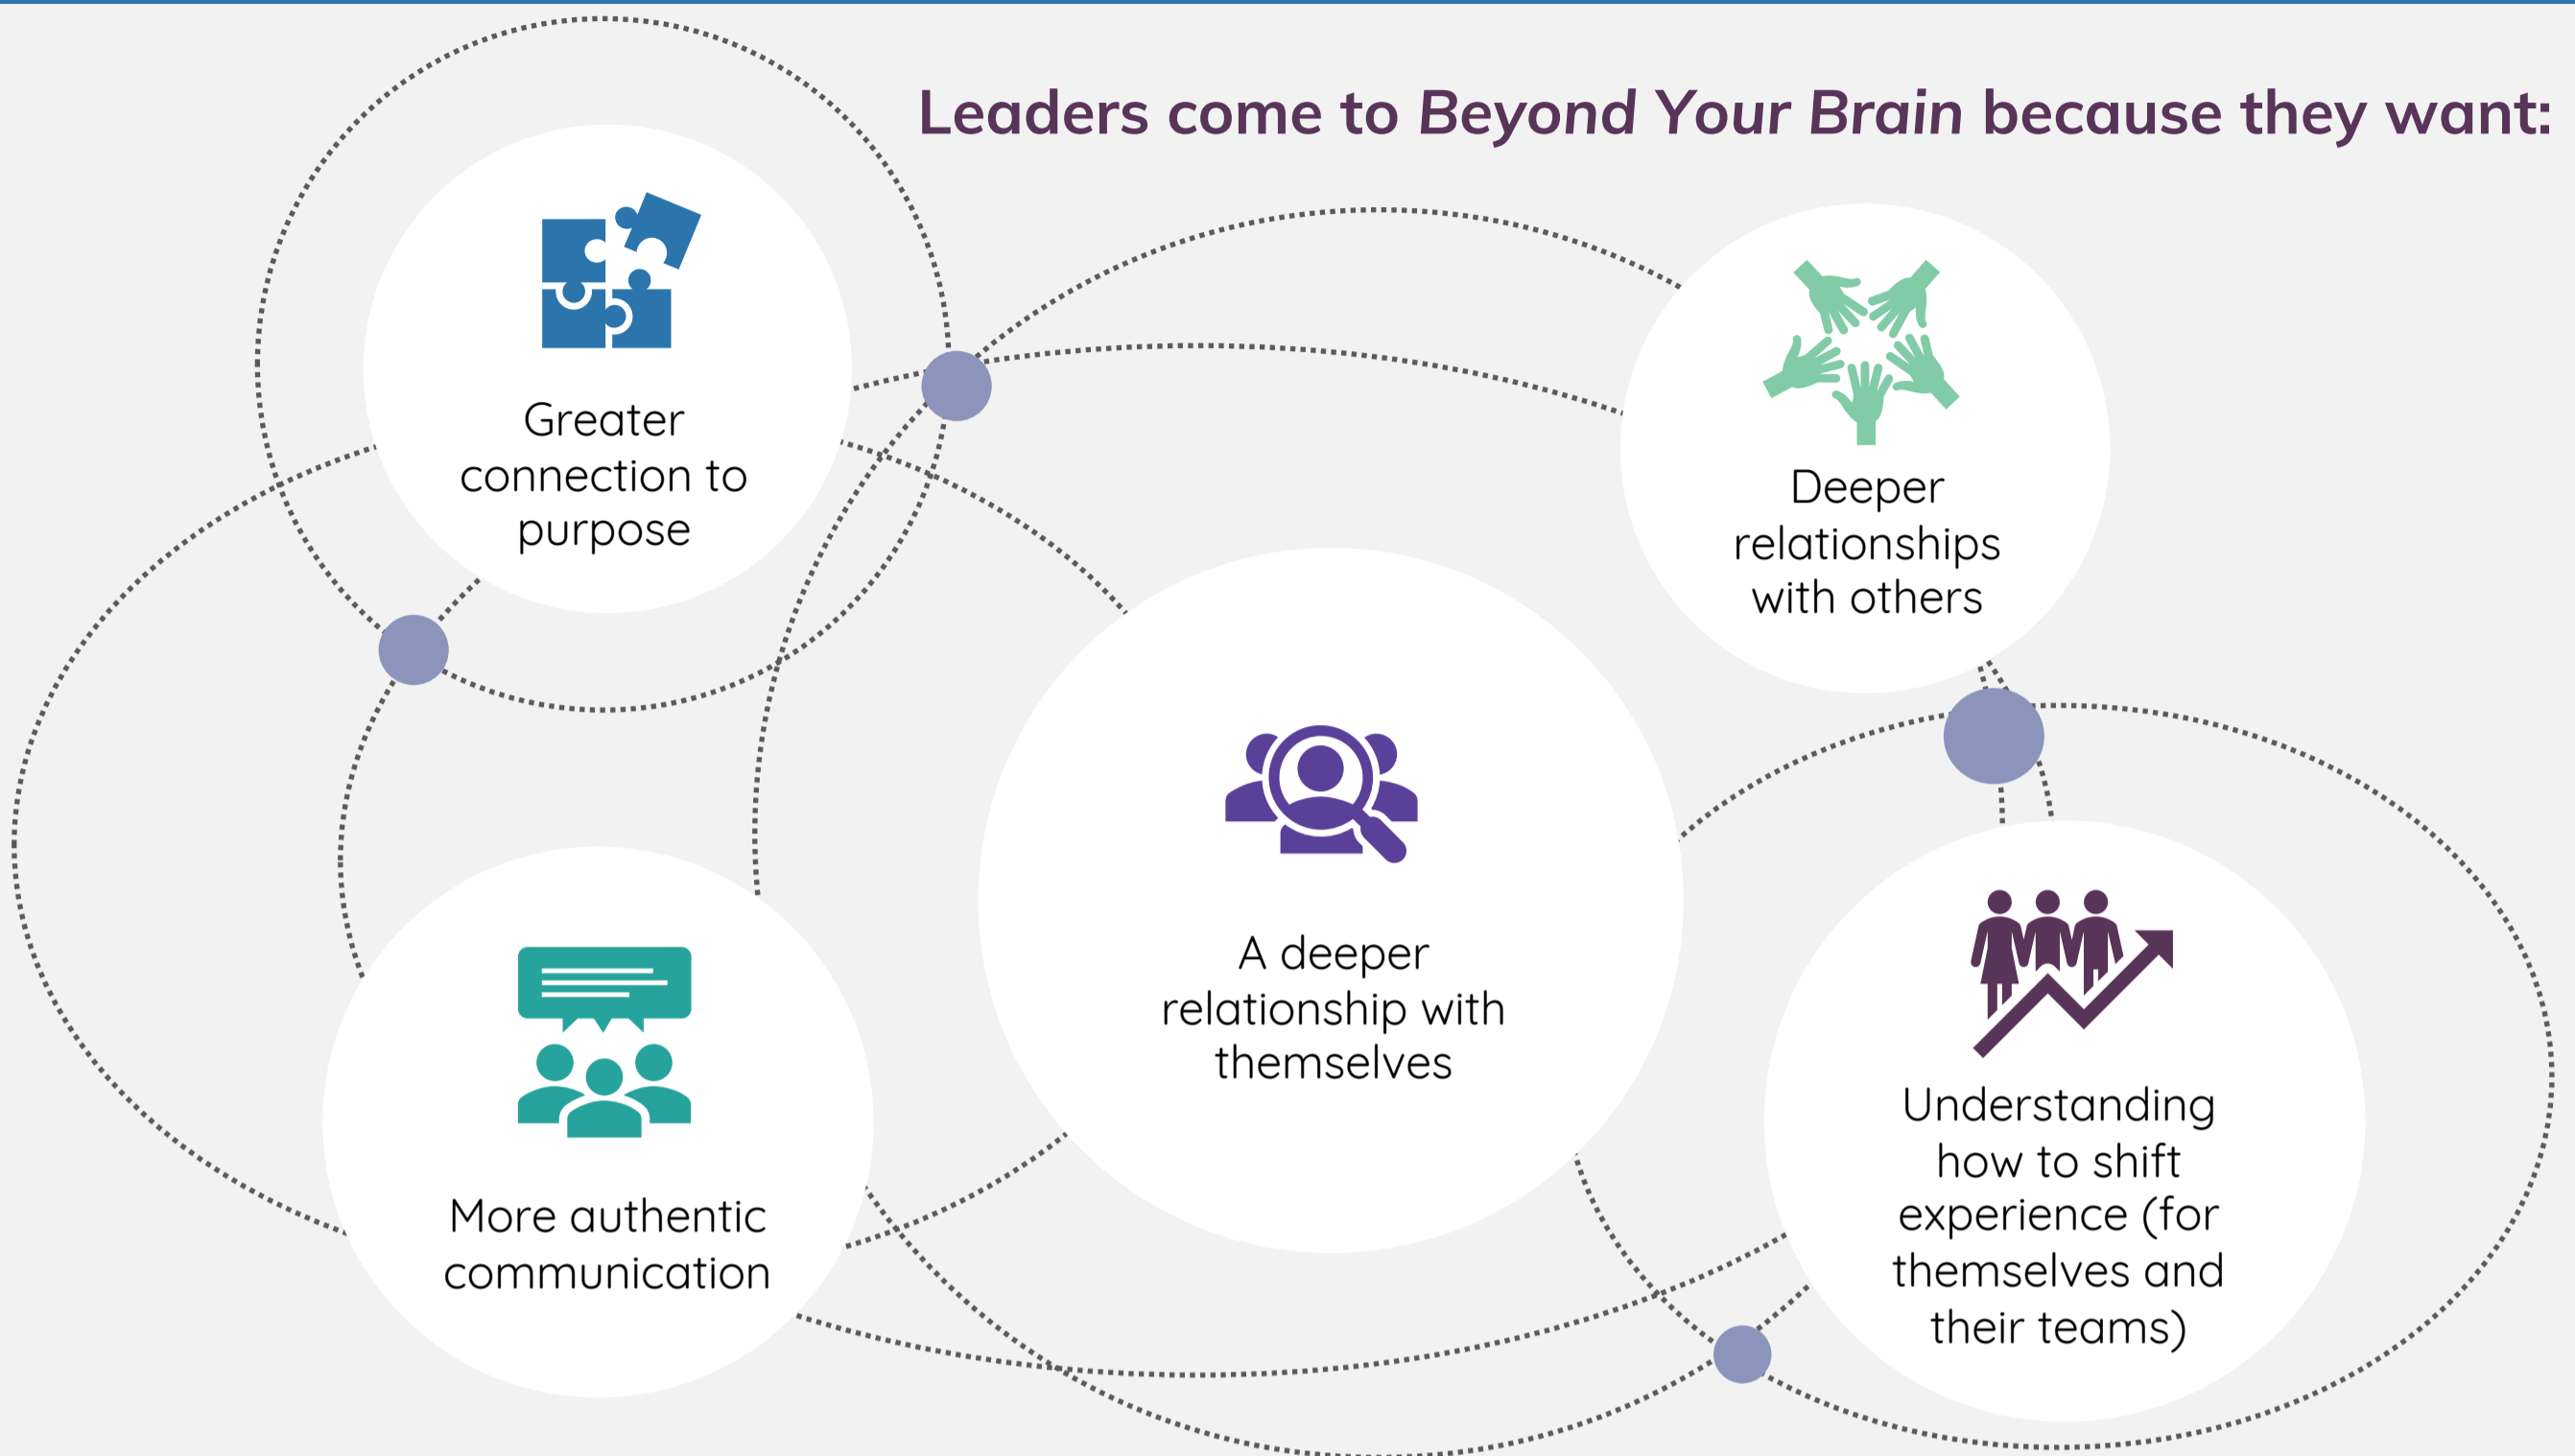 Leaders come to Beyond Your Brain because they want:
Greater
connection to
purpose
Deeper
relationships
with others
A deeper
relationship with
themselves
More authentic
communication
Understanding
how to shift
experience (for
themselves and
their teams)